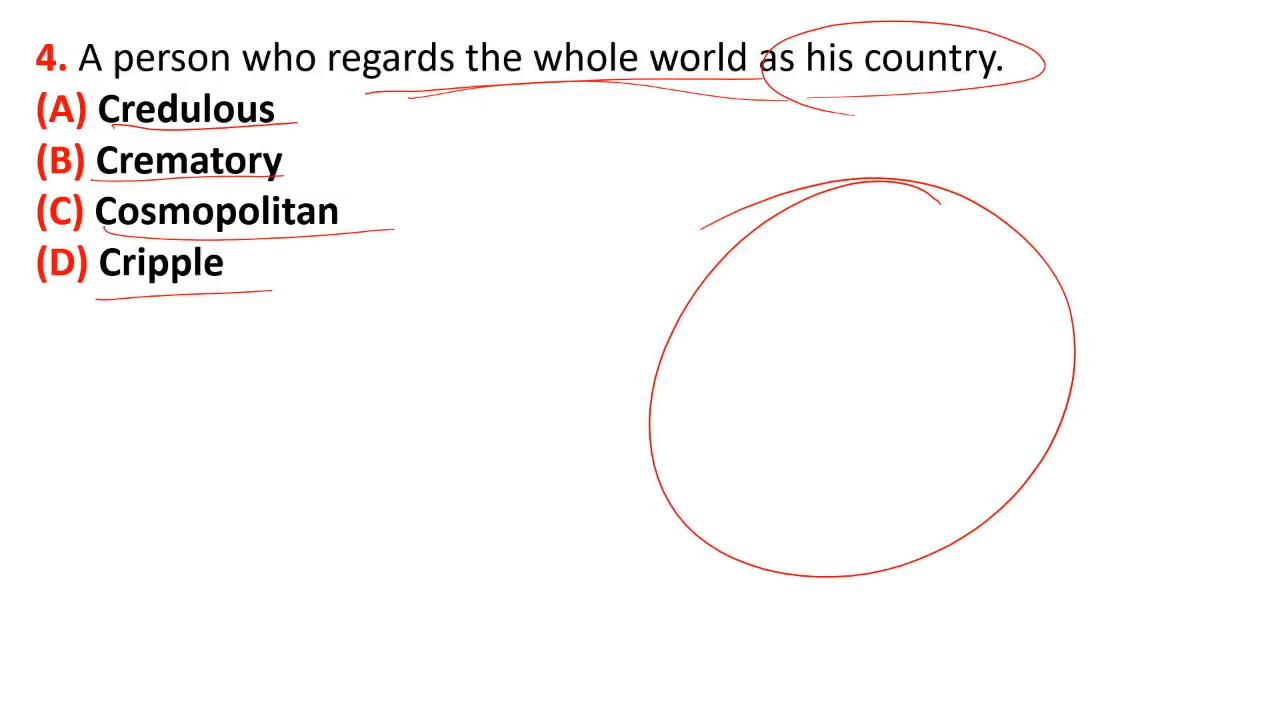 4. A person who regards the whole world as his country.
(A) Credulous
(B) Crematory
(C) Cosmopolitan
(D) Cripple